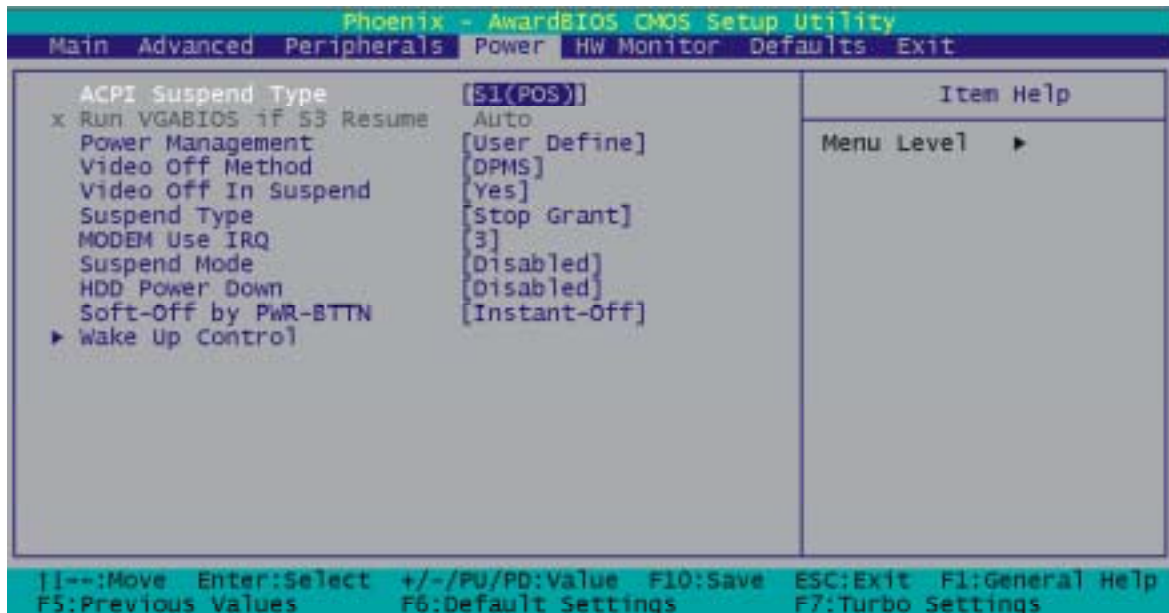 Phoenix - AwardBIOS CMOS Setup Utility
Main Advanced Peripherals Power HW Monitor Defaults Exit
ACPI Suspend Type [S1(POS)]
x Run VGABIOS if S3 Resume Auto
Power Management [User Define]
Video Off Method [DPMS]
Video Off In Suspend [Yes]
Suspend Type [Stop Grant]
MODEM Use IRQ [3]
Suspend Mode [Disabled]
HDD Power Down [Disabled]
Soft-Off by PWR-BTTN [Instant-Off]
▶ Wake Up Control
Item Help
Menu Level ▶
↑↓←→:Move Enter:Select +/-/PU/PD:Value F10:Save ESC:Exit F1:General Help
F5:Previous Values F6:Default Settings F7:Turbo Settings